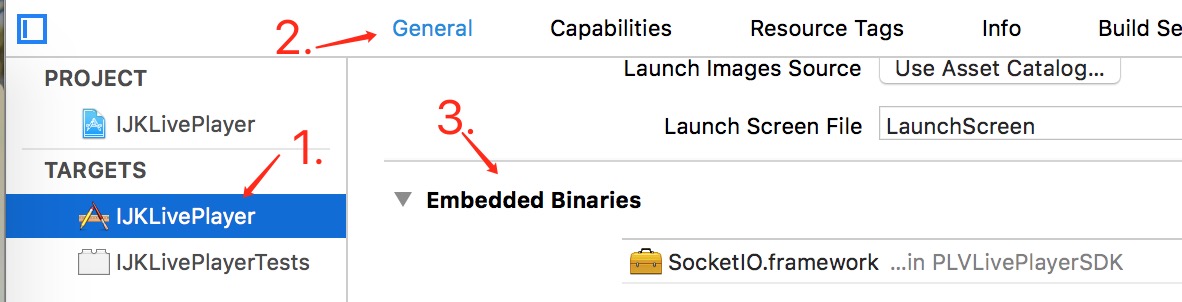 2. General Capabilities Resource Tags Info Build Se
PROJECT
IJKLivePlayer
TARGETS
1.
IJKLivePlayer
IJKLivePlayerTests
Launch Images Source Use Asset Catalog...
Launch Screen File LaunchScreen
3.
Embedded Binaries
SocketIO.framework ...in PLVLivePlayerSDK